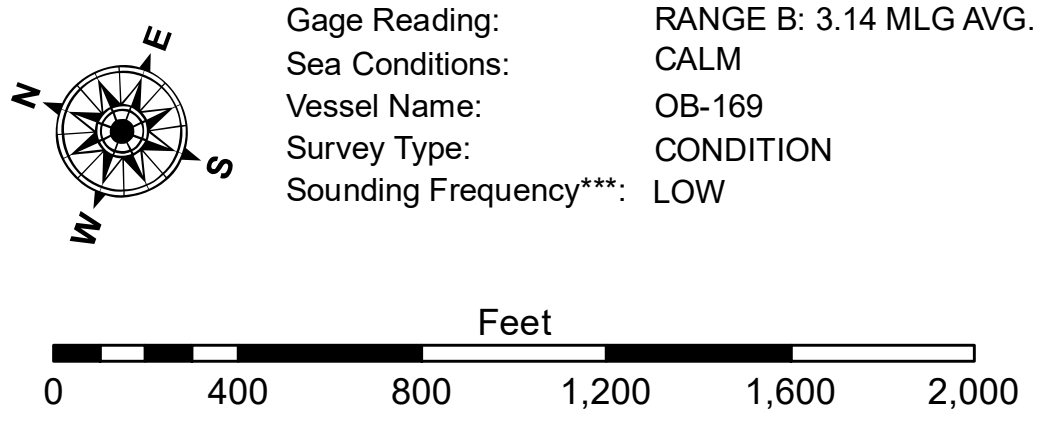 E
N
S
W
Gage Reading: RANGE B: 3.14 MLG AVG.
Sea Conditions: CALM
Vessel Name: OB-169
Survey Type: CONDITION
Sounding Frequency***: LOW
Feet
0 400 800 1,200 1,600 2,000